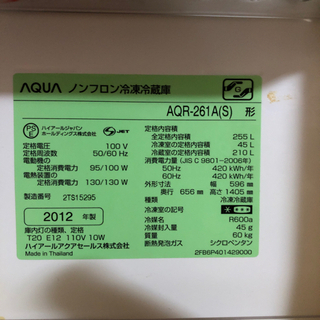 AQUA ノンフロン冷凍冷蔵庫
G
AQR-261A(S) 形
PS E ハイアールジャパン
ホールディングス株式会社 JET
定格電圧 100 V
定格周波数 50/60 Hz
電動機の
定格消費電力 95/100 W
電熱装置の
定格消費電力 130/130 W
製造番号 2TS15295
2012 年製
庫内灯の種類、定格
T20 E12 110V 10W
ハイアールアクアセールス株式会社
Made in Thailand
定格内容積
全定格内容積 255 L
冷凍室の定格内容積 45 L
冷蔵室の定格内容積 210 L
消費電力量 (JIS C 9801-2006年)
50Hz 420 kWh/年
60Hz 420 kWh/年
外形寸法 幅 596 mm
奥行 656 mm 高さ 1405 mm
種類 冷凍冷蔵庫
冷凍室の記号
冷媒 R600a
冷媒封入量 45 g
質量 60 kg
断熱発泡ガス シクロペンタン
2FB6P401429000